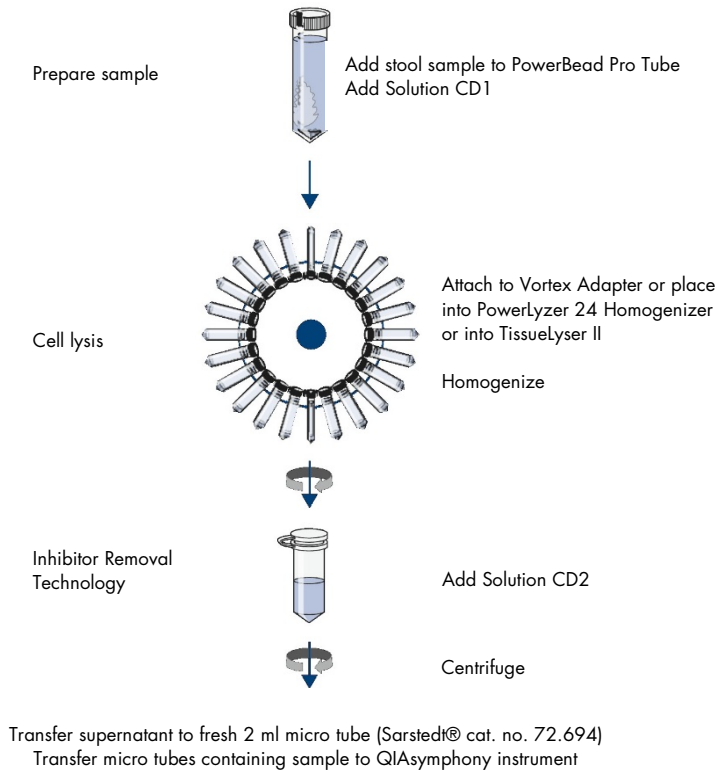 Prepare sample
Add stool sample to PowerBead Pro Tube
Add Solution CD1
Cell lysis
Attach to Vortex Adapter or place
into PowerLyzer 24 Homogenizer
or into TissueLyser II
Homogenize
Inhibitor Removal
Technology
Add Solution CD2
Centrifuge
Transfer supernatant to fresh 2 ml micro tube (Sarstedt® cat. no. 72.694)
Transfer micro tubes containing sample to QIAsymphony instrument